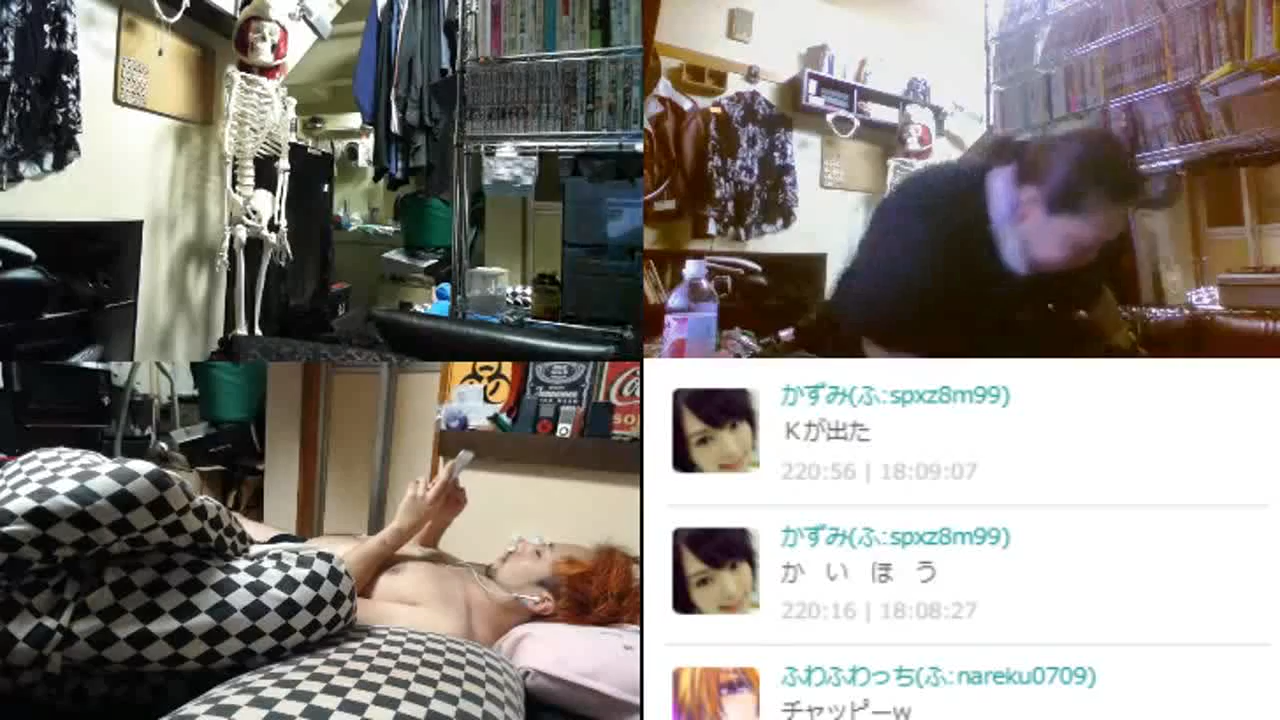 Coca
SO
かずみ(ふ:spxz8m99)
Kが出た
220:56 | 18:09:07
かずみ(ふ:spxz8m99)
か い ほ う
220:16 | 18:08:27
ふわふわっち(ふ:nareku0709)
チャッピーw